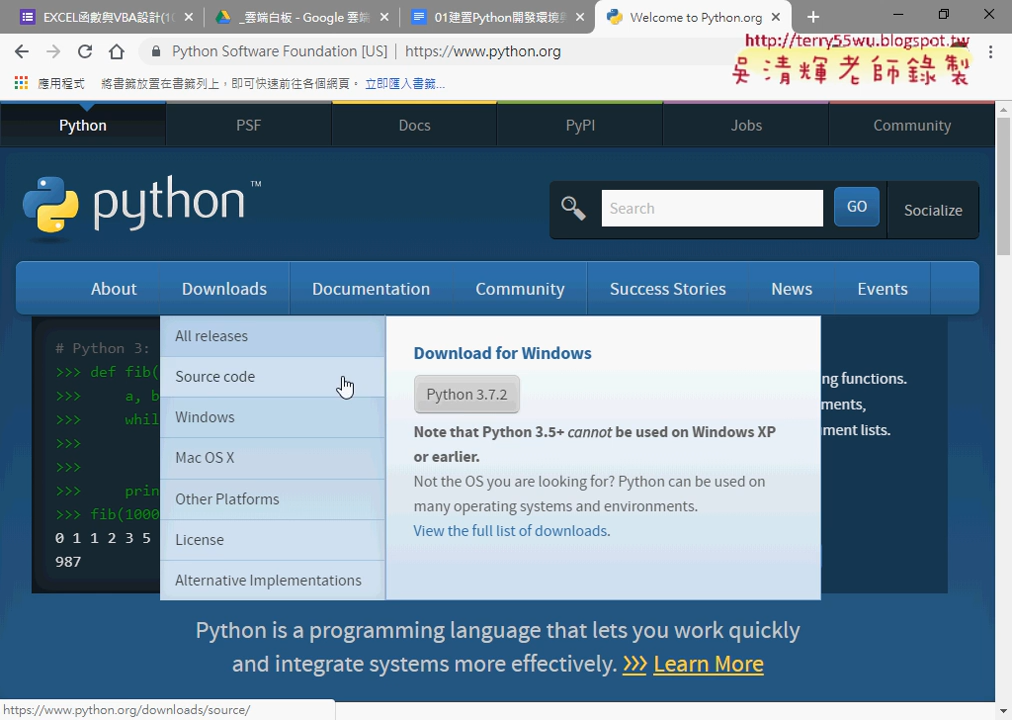 EXCEL函數與VBA設計(1(
_雲端白板 - Google 雲端
01建置Python開發環境
Welcome to Python.org
Python Software Foundation [US] | https://www.python.org
http://terry55wu.blogspot.tw
吳清輝老師錄製
應用程式 將書籤放置在書籤列上，即可快速前往各個網頁。 立即匯入書籤...
Python PSF Docs PyPI Jobs Community
python™
Search GO Socialize
About Downloads Documentation Community Success Stories News Events
All releases
Source code
Windows
Mac OS X
Other Platforms
License
Alternative Implementations
Download for Windows
Python 3.7.2
Note that Python 3.5+ cannot be used on Windows XP
or earlier.
Not the OS you are looking for? Python can be used on
many operating systems and environments.
View the full list of downloads.
# Python 3:
>>> def fib(
>>> a, b
>>> whil
>>>
>>>
>>> prin
>>> fib(1000
0 1 1 2 3 5
987
ng functions.
ments,
ument lists.
Python is a programming language that lets you work quickly
and integrate systems more effectively. >>> Learn More
https://www.python.org/downloads/source/